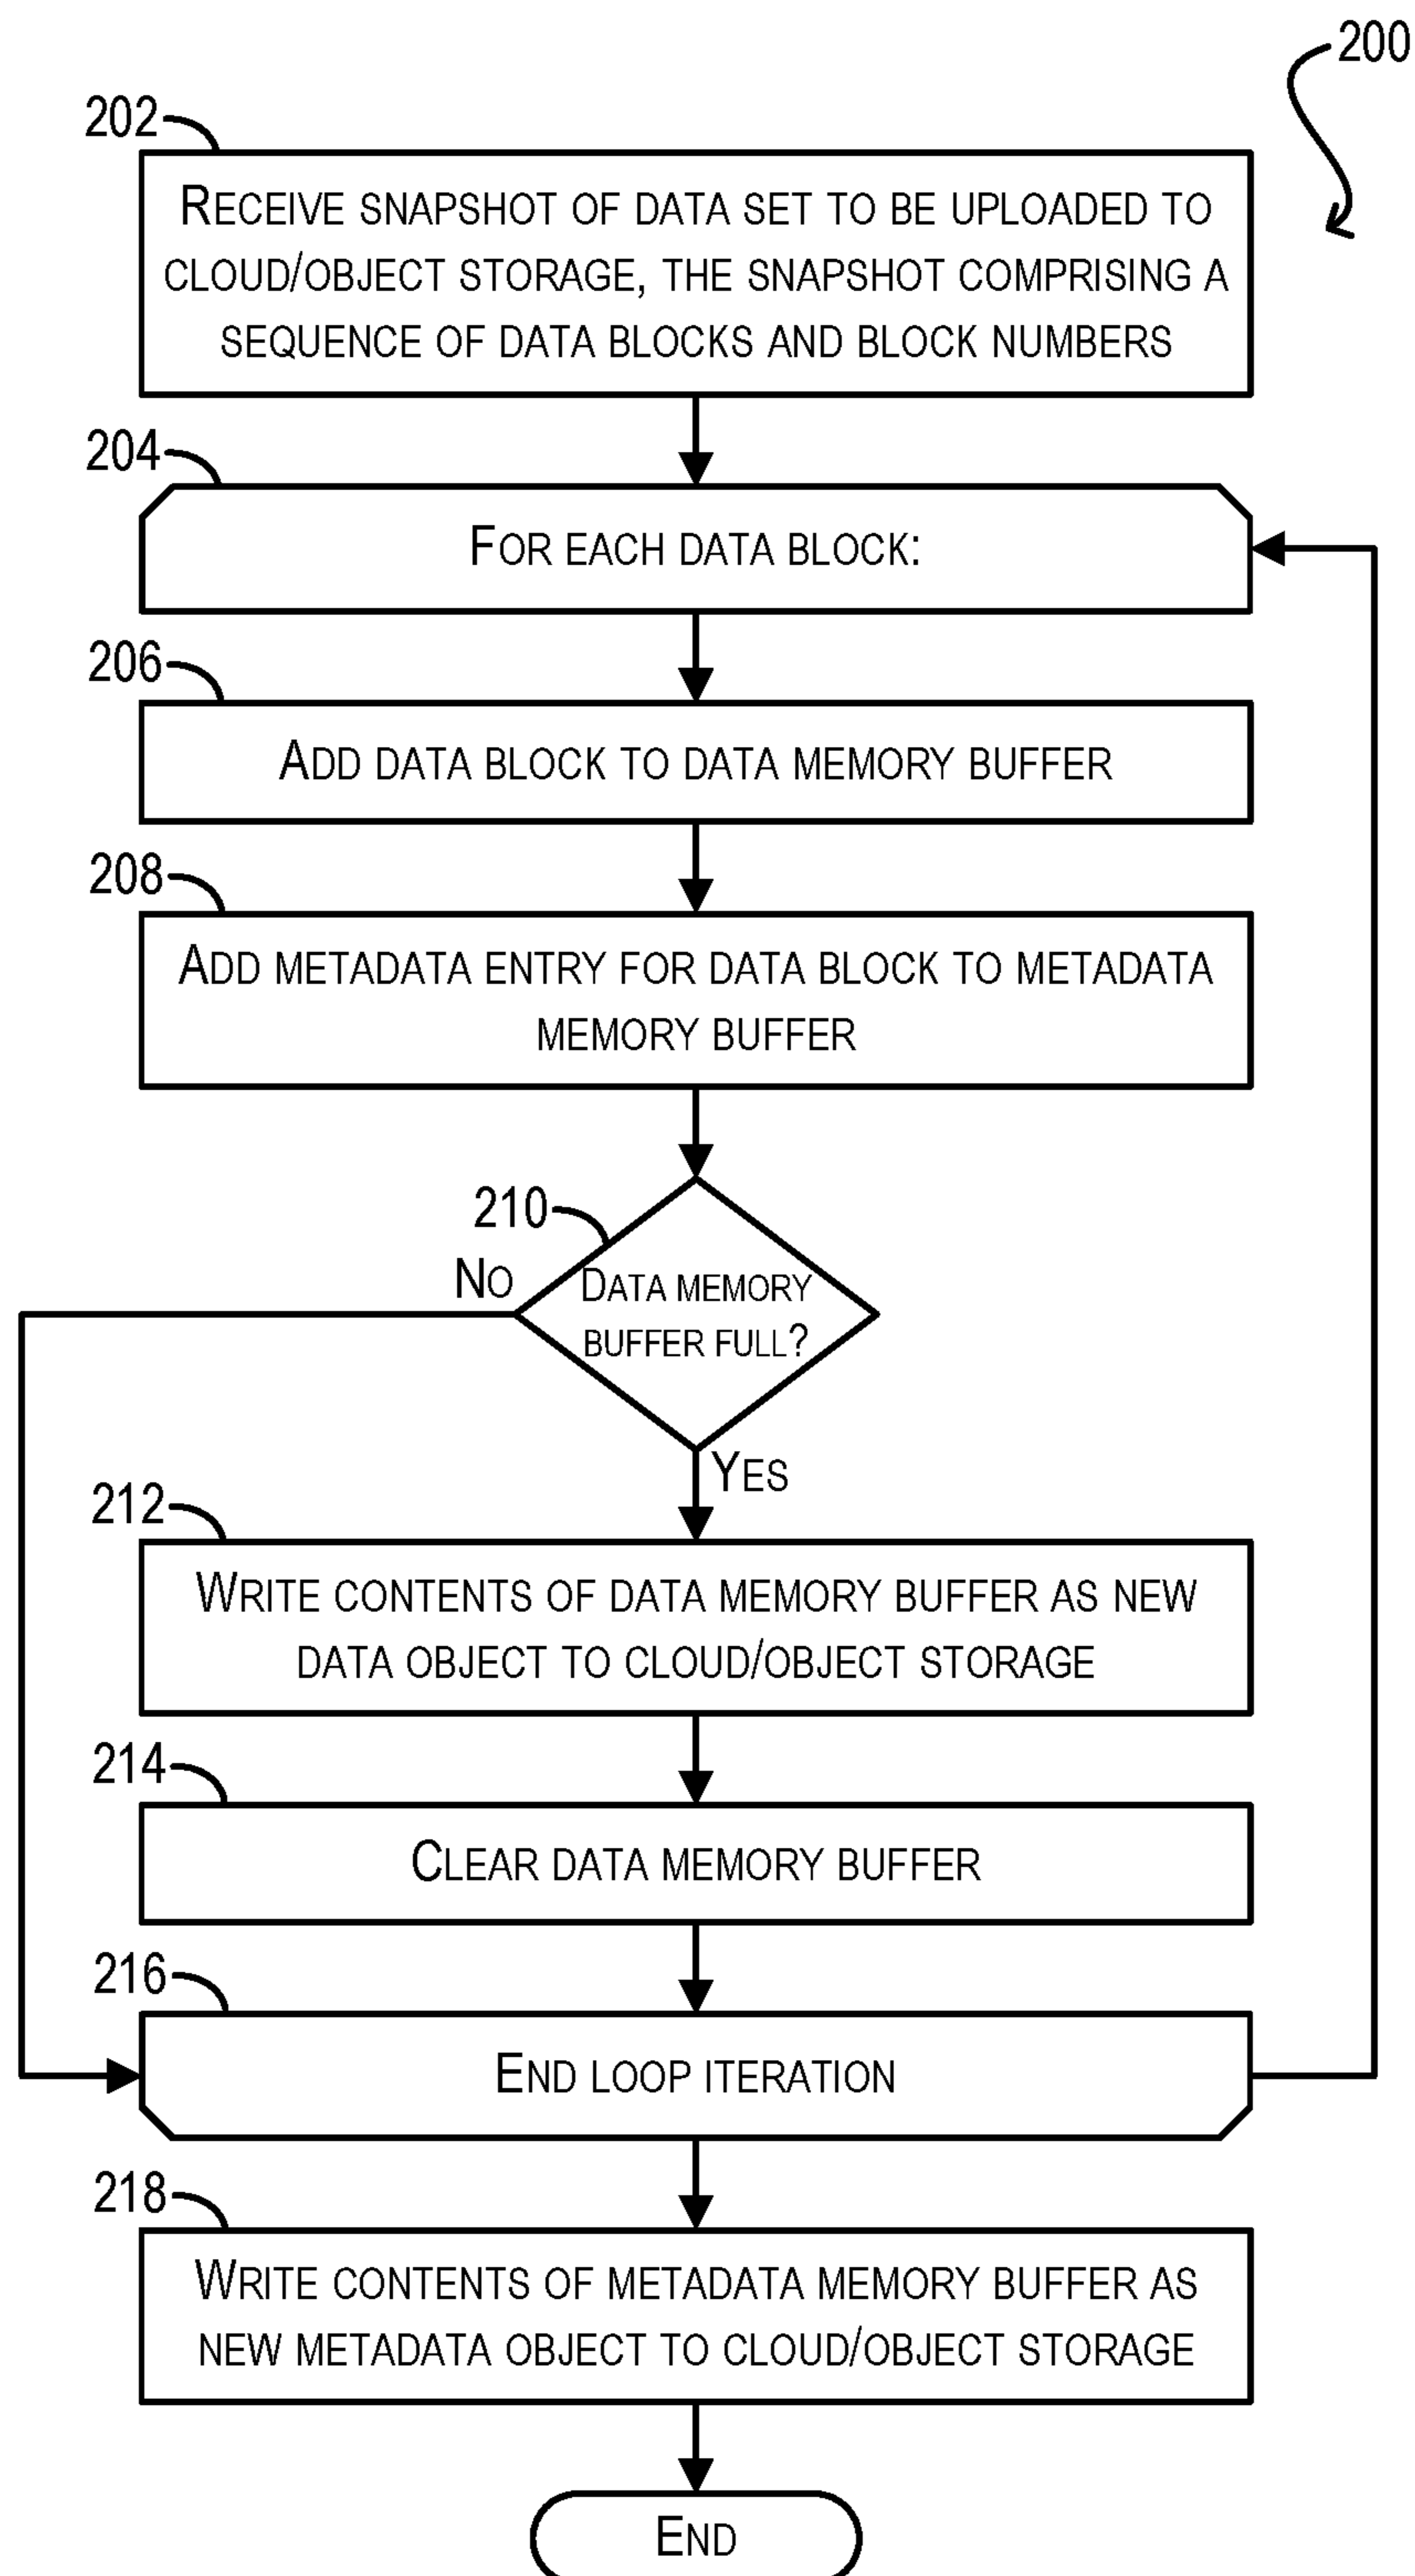 200
202
RECEIVE SNAPSHOT OF DATA SET TO BE UPLOADED TO
CLOUD/OBJECT STORAGE, THE SNAPSHOT COMPRISING A
SEQUENCE OF DATA BLOCKS AND BLOCK NUMBERS
204
FOR EACH DATA BLOCK:
206
ADD DATA BLOCK TO DATA MEMORY BUFFER
208
ADD METADATA ENTRY FOR DATA BLOCK TO METADATA
MEMORY BUFFER
210
NO
DATA MEMORY
BUFFER FULL?
YES
212
WRITE CONTENTS OF DATA MEMORY BUFFER AS NEW
DATA OBJECT TO CLOUD/OBJECT STORAGE
214
CLEAR DATA MEMORY BUFFER
216
END LOOP ITERATION
218
WRITE CONTENTS OF METADATA MEMORY BUFFER AS
NEW METADATA OBJECT TO CLOUD/OBJECT STORAGE
END